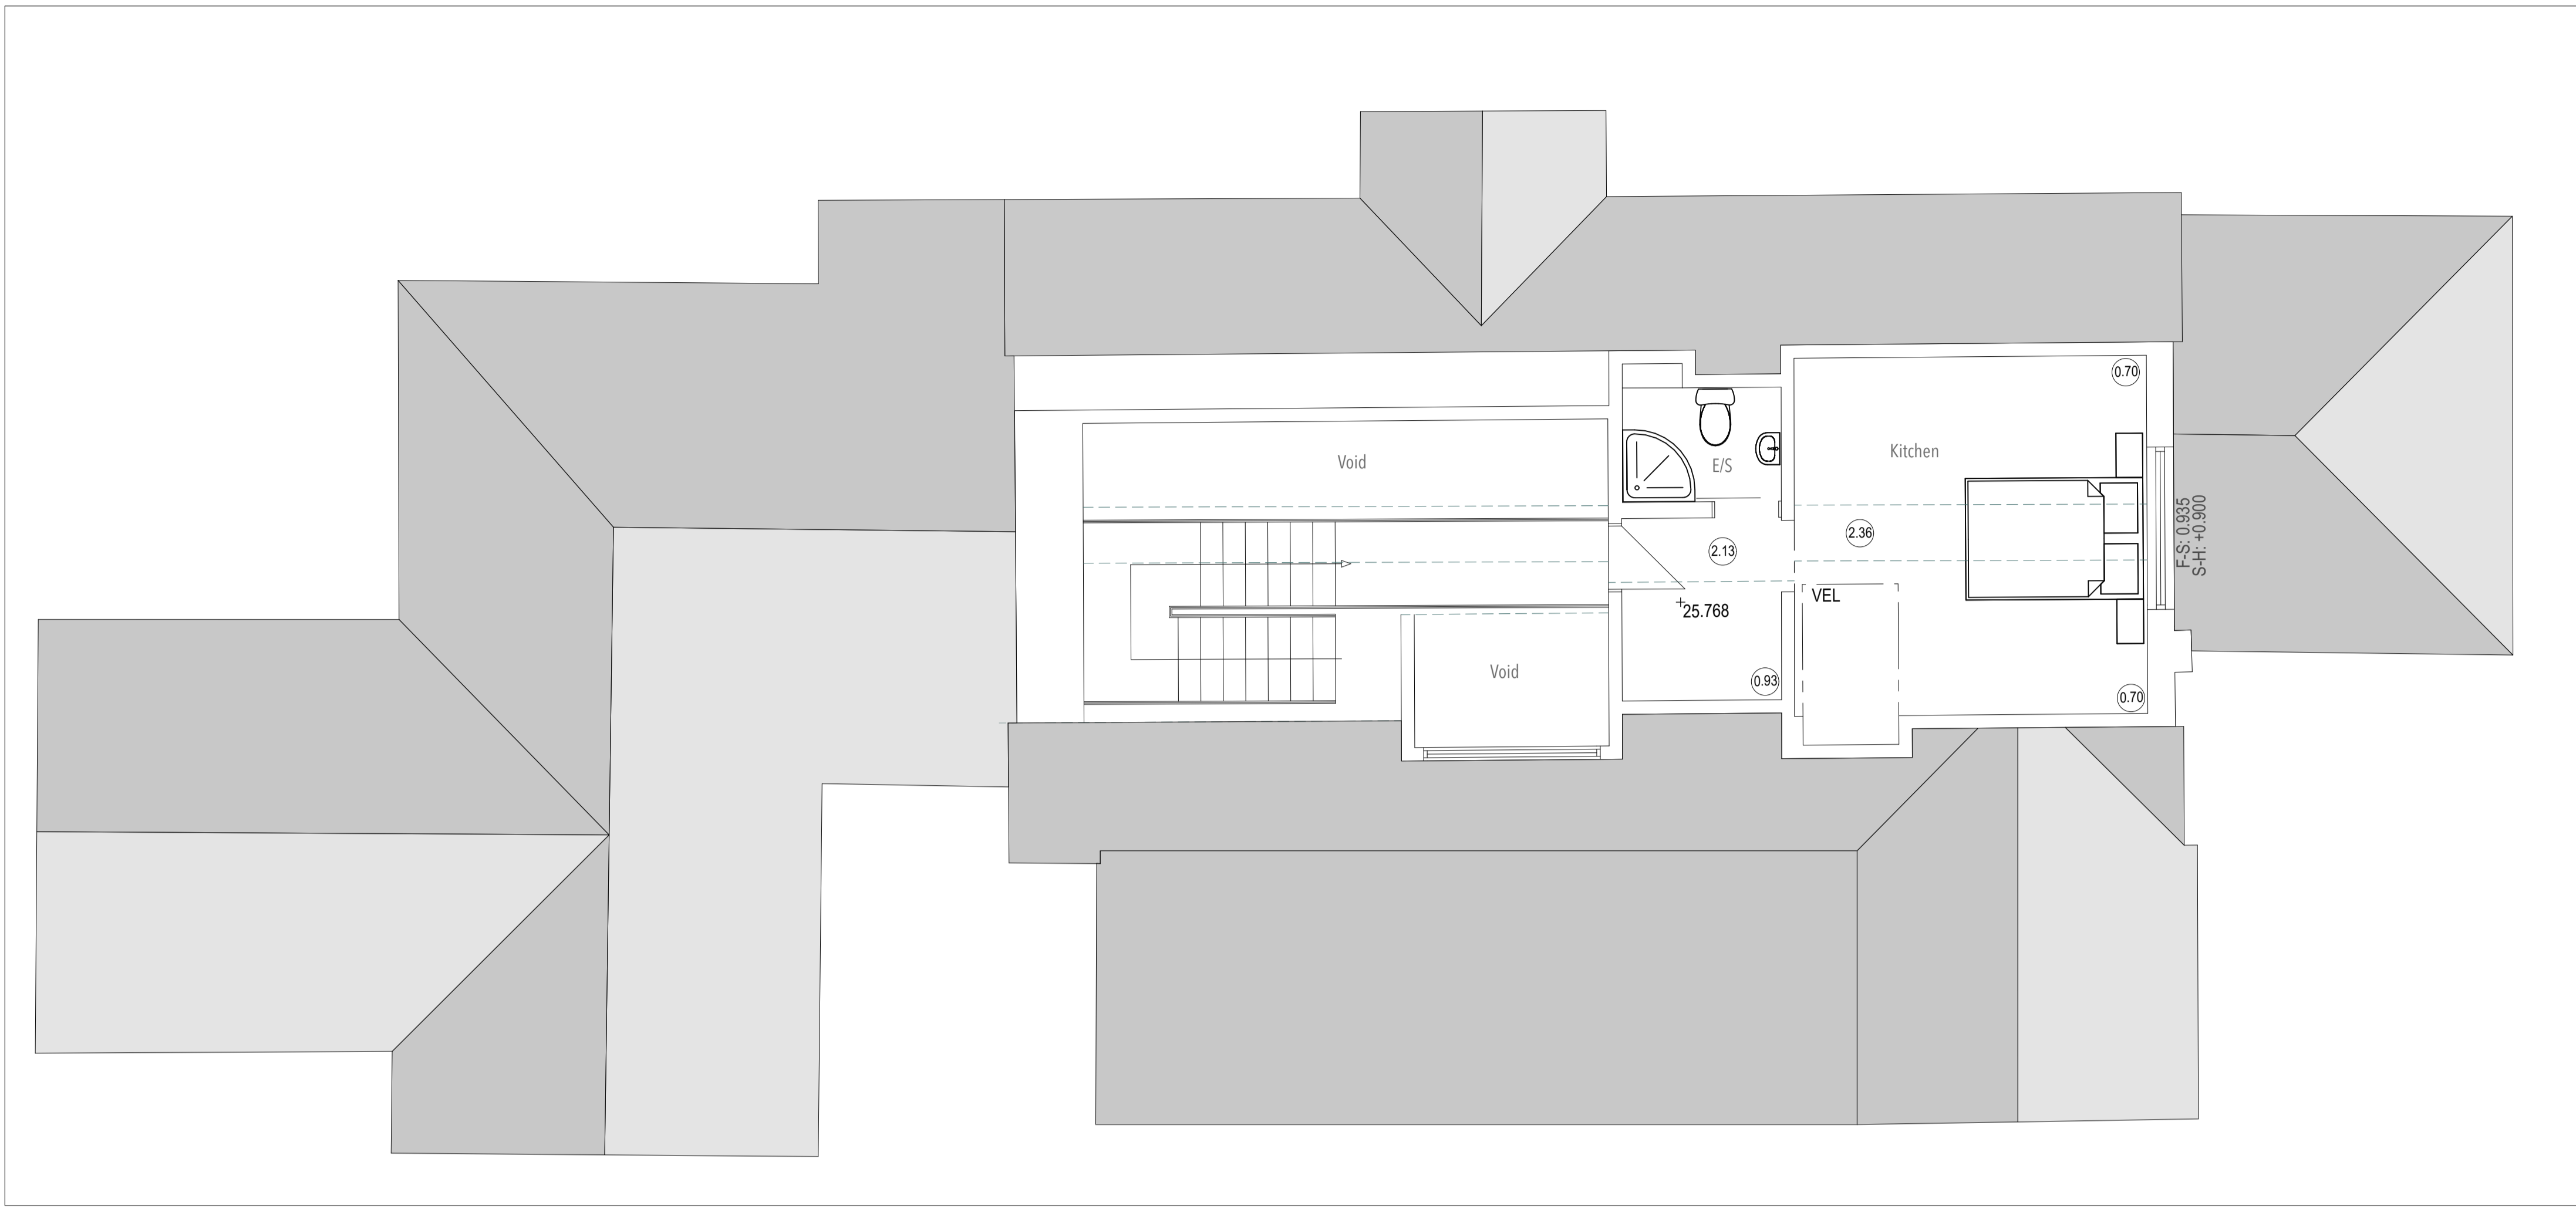 0.70
Kitchen
Void
E/S
F-S: 0.935
S-H: +0.900
2.36
2.13
VEL
25.768
Void
0.93
0.70